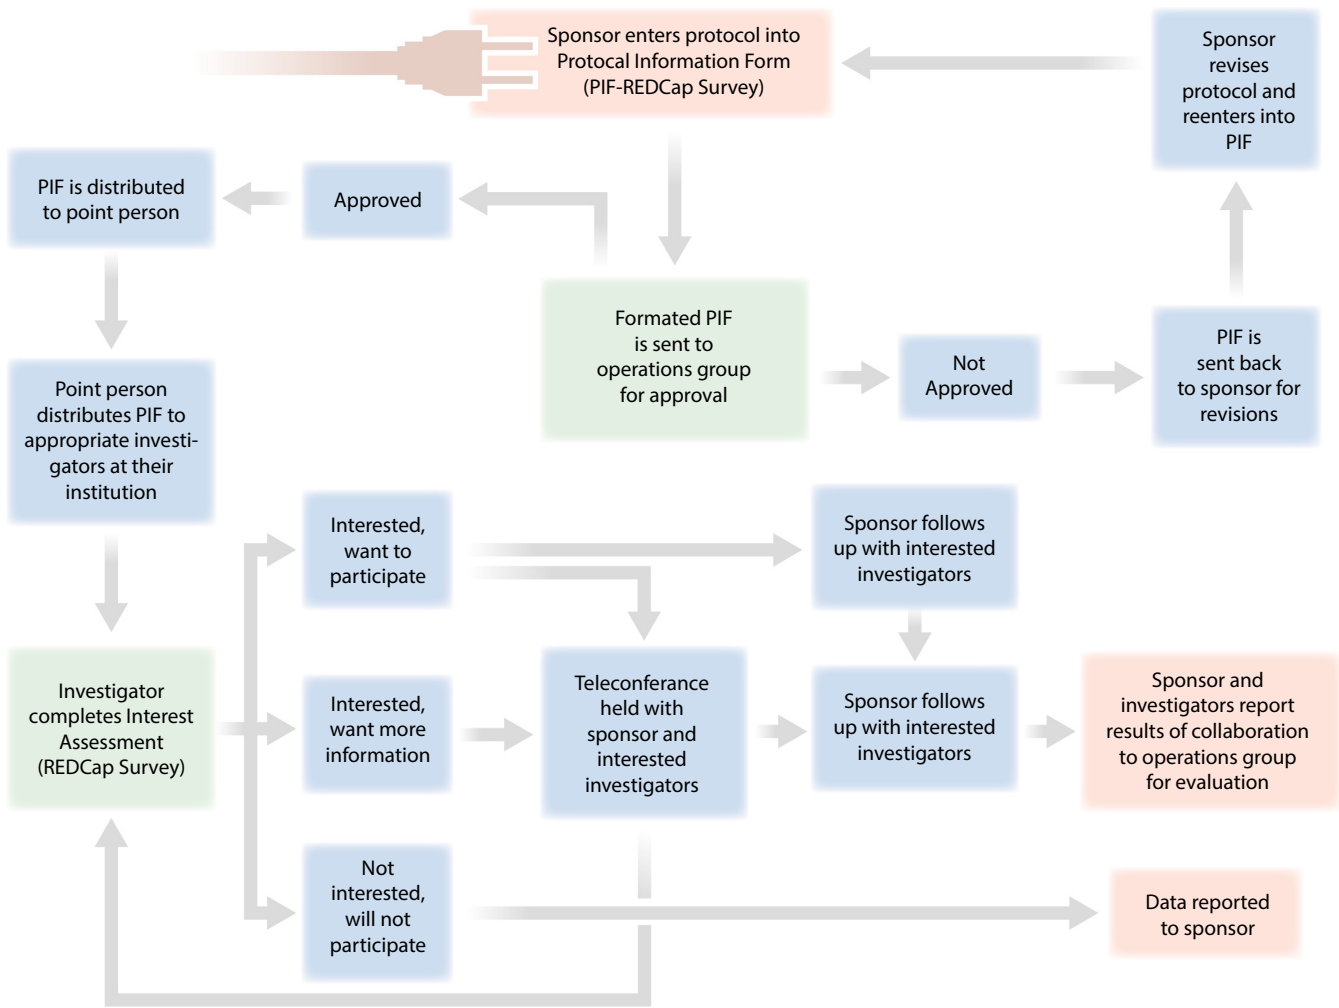 Sponsor enters protocol into
Protocal Information Form
(PIF-REDCap Survey)
Sponsor
revises
protocol and
reenters into
PIF
PIF is distributed
to point person
Approved
Formated PIF
is sent to
operations group
for approval
Not
Approved
PIF is
sent back
to sponsor for
revisions
Point person
distributes PIF to
appropriate investi-
gators at their
institution
Interested,
want to
participate
Sponsor follows
up with interested
investigators
Investigator
completes Interest
Assessment
(REDCap Survey)
Interested,
want more
information
Teleconferance
held with
sponsor and
interested
investigators
Sponsor follows
up with interested
investigators
Sponsor and
investigators report
results of collaboration
to operations group
for evaluation
Not
interested,
will not
participate
Data reported
to sponsor